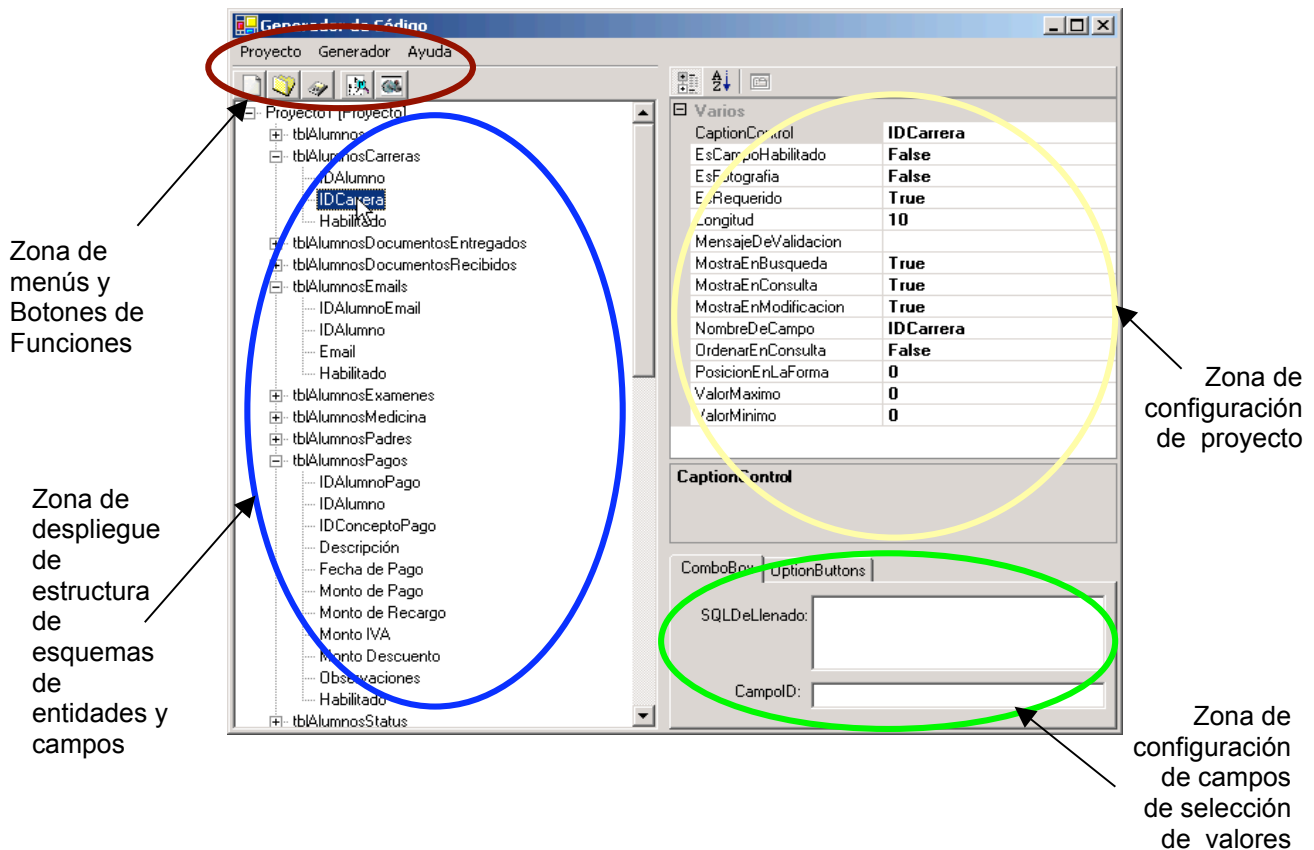 Generador de Código
Proyecto Generador Ayuda
Proyecto1 [Proyecto]
tblAlumnos
tblAlumnosCarreras
IDAlumno
IDCarrera
Habilitado
tblAlumnosDocumentosEntregados
tblAlumnosDocumentosRecibidos
tblAlumnosEmails
IDAlumnoEmail
IDAlumno
Email
Habilitado
tblAlumnosExamenes
tblAlumnosMedicina
tblAlumnosPadres
tblAlumnosPagos
IDAlumnoPago
IDAlumno
IDConceptoPago
Descripción
Fecha de Pago
Monto de Pago
Monto de Recargo
Monto IVA
Monto Descuento
Observaciones
Habilitado
tblAlumnosStatus
Varios
CaptionControl IDCarrera
EsCampoHabilitado False
EsFotografia False
EsRequerido True
Longitud 10
MensajeDeValidacion
MostraEnBusqueda True
MostraEnConsulta True
MostraEnModificacion True
NombreDeCampo IDCarrera
OrdenarEnConsulta False
PosicionEnLaForma 0
ValorMaximo 0
ValorMinimo 0
CaptionControl
ComboBox OptionButtons
SQLDeLlenado:
CampoID:
Zona de
menús y
Botones de
Funciones
Zona de
despliegue
de
estructura
de
esquemas
de
entidades y
campos
Zona de
configuración
de proyecto
Zona de
configuración
de campos
de selección
de valores